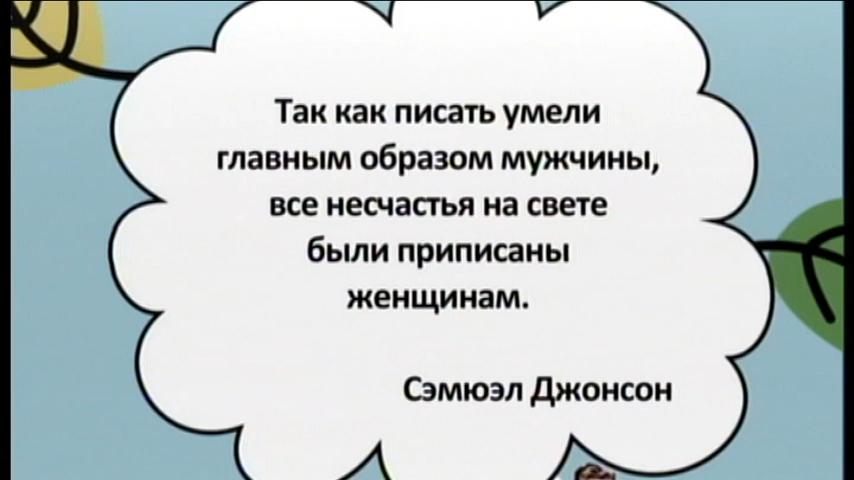 Так как писать умели
главным образом мужчины,
все несчастья на свете
были приписаны
женщинам.
Сэмюэл Джонсон